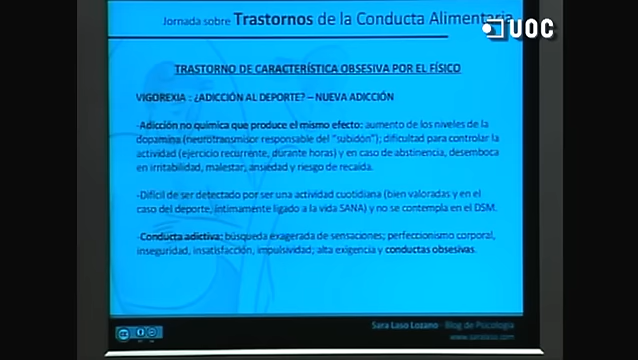 Jornada sobre Trastornos de la Conducta Alimentaria
UOC
TRASTORNO DE CARACTERÍSTICA OBSESIVA POR EL FÍSICO
VIGOREXIA : ¿ADICCIÓN AL DEPORTE? – NUEVA ADICCIÓN
-Adicción no química que produce el mismo efecto: aumento de los niveles de la
dopamina (neurotransmisor responsable del "subidón"); dificultad para controlar la
actividad (ejercicio recurrente, durante horas) y en caso de abstinencia, desemboca
en irritabilidad, malestar, ansiedad y riesgo de recaída.
-Difícil de ser detectado por ser una actividad cuotidiana (bien valoradas y en el
caso del deporte, íntimamente ligado a la vida SANA) y no se contempla en el DSM.
-Conducta adictiva: búsqueda exagerada de sensaciones; perfeccionismo corporal,
inseguridad, insatisfacción, impulsividad; alta exigencia y conductas obsesivas.
Sara Laso Lozano - Blog de Psicología